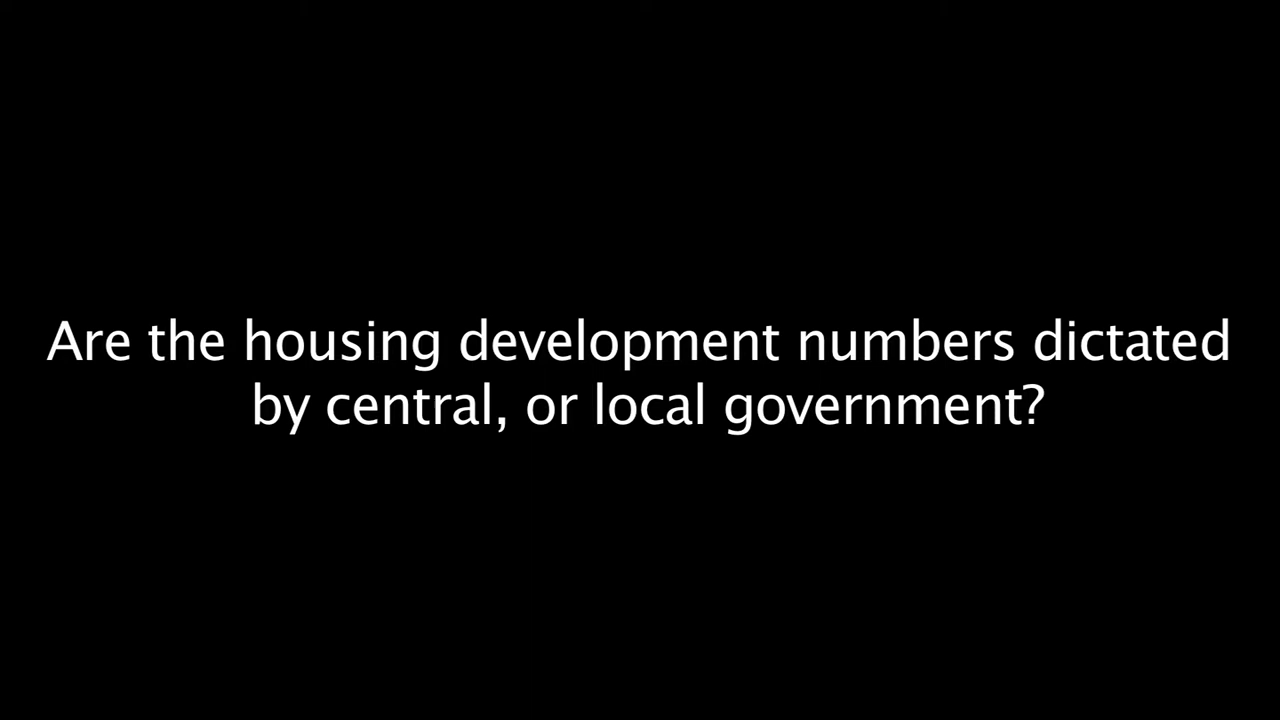 Are the housing development numbers dictated
by central, or local government?